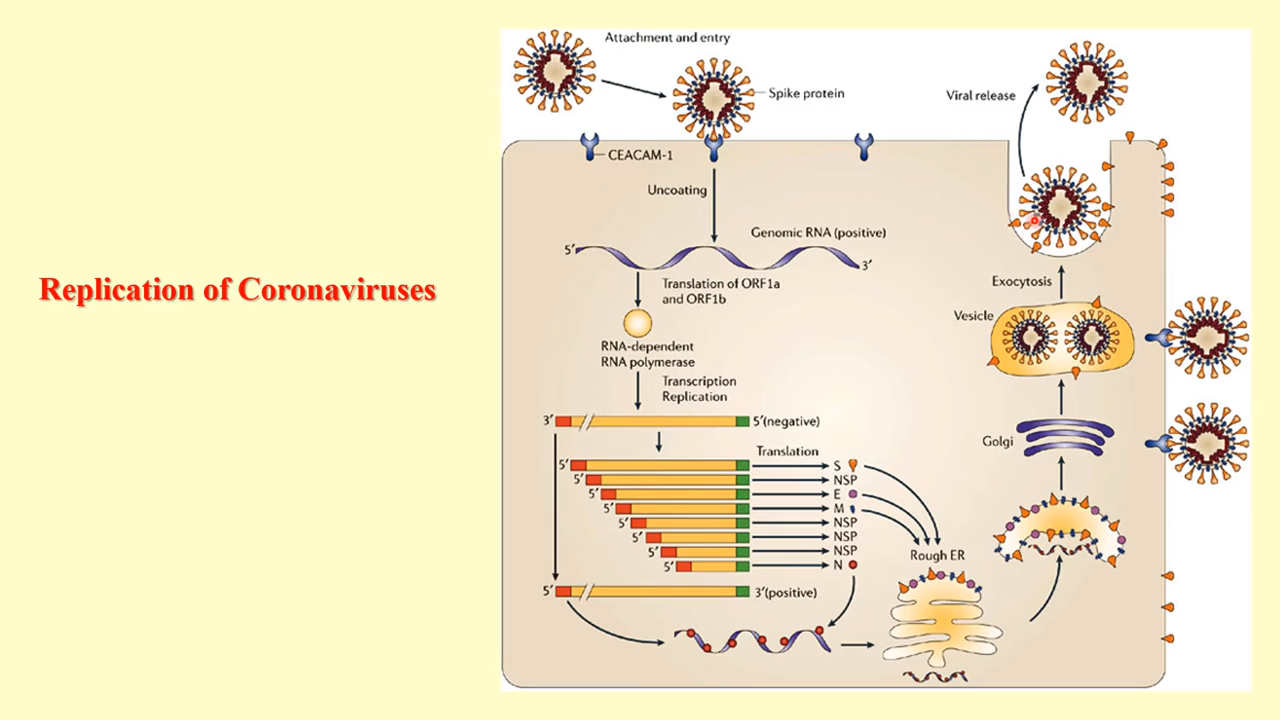 Replication of Coronaviruses
Attachment and entry
Spike protein
Viral release
CEACAM-1
Uncoating
Genomic RNA (positive)
5′
3′
Translation of ORF1a
and ORF1b
RNA-dependent
RNA polymerase
Transcription
Replication
3′
5′(negative)
Translation
5′
S
5′
NSP
5′
E
5′
M
5′
NSP
5′
NSP
5′
NSP
5′
N
5′
3′(positive)
Rough ER
Golgi
Vesicle
Exocytosis